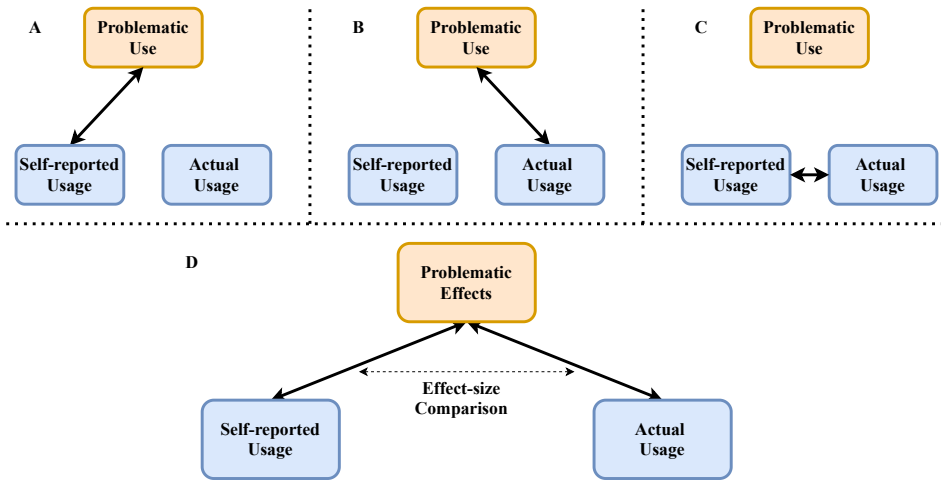 A
Problematic
Use
Self-reported
Usage
Actual
Usage
B
Problematic
Use
Self-reported
Usage
Actual
Usage
C
Problematic
Use
Self-reported
Usage
Actual
Usage
D
Problematic
Effects
Effect-size
Comparison
Self-reported
Usage
Actual
Usage